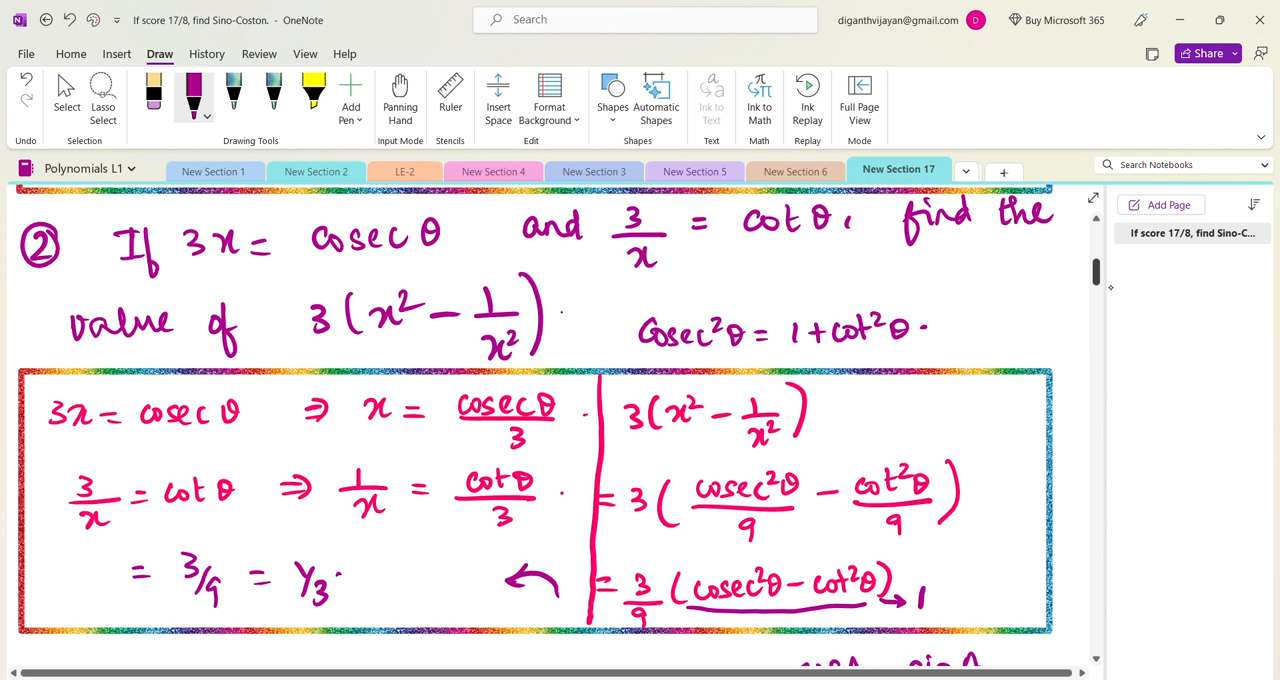 If score 17/8, find Sino-Coston. - OneNote
Search
diganthvijayan@gmail.com D Buy Microsoft 365
File Home Insert Draw History Review View Help
Share
Undo Select Lasso Select Add Pen Panning Hand Ruler Insert Space Format Background Shapes Automatic Shapes Ink to Text Ink to Math Ink Replay Full Page View
Undo Selection Drawing Tools Input Mode Stencils Edit Shapes Text Math Replay Mode
Polynomials L1 New Section 1 New Section 2 LE-2 New Section 4 New Section 3 New Section 5 New Section 6 New Section 17 + Search Notebooks
Add Page
If score 17/8, find Sino-C...
② If 3x = cosec θ and 3/x = cot θ, find the
value of 3(x² - 1/x²).
Cosec²θ = 1 + cot²θ.
3x = cosec θ ⇒ x = cosec θ/3 .
3/x = cot θ ⇒ 1/x = cot θ/3 .
= 3/9 = 1/3.
3(x² - 1/x²)
= 3(cosec²θ/9 - cot²θ/9)
= 3/9 (cosec²θ - cot²θ) → 1